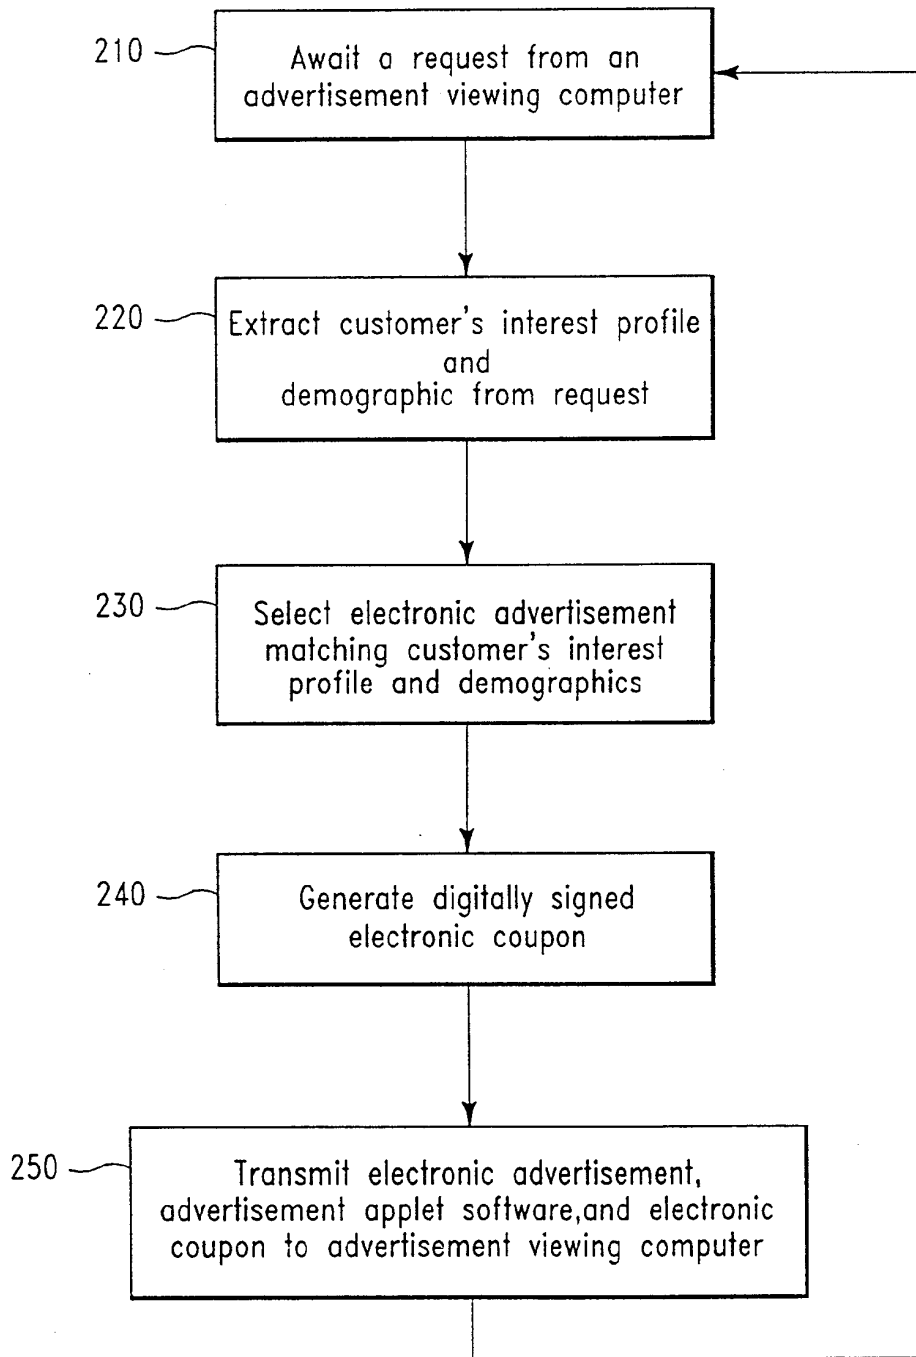 210
Await a request from an
advertisement viewing computer
220
Extract customer's interest profile
and
demographic from request
230
Select electronic advertisement
matching customer's interest
profile and demographics
240
Generate digitally signed
electronic coupon
250
Transmit electronic advertisement,
advertisement applet software,and electronic
coupon to advertisement viewing computer